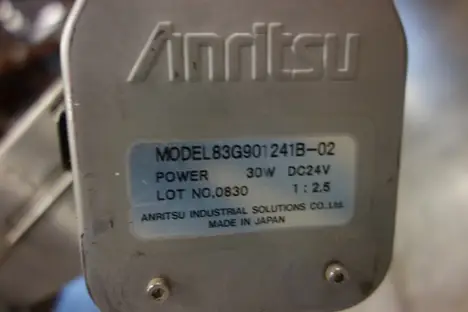 Anritsu
MODEL83G901241B-02
POWER 30W DC24V
LOT NO.0830 1:2.5
ANRITSU INDUSTRIAL SOLUTIONS CO.,Ltd.
MADE IN JAPAN